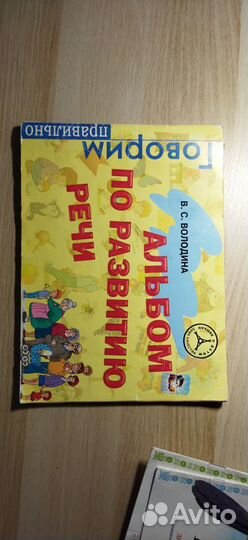 Говорим
правильно
В. С. ВОЛОДИНА
АЛЬБОМ
ПО РАЗВИТИЮ
РЕЧИ
Avito